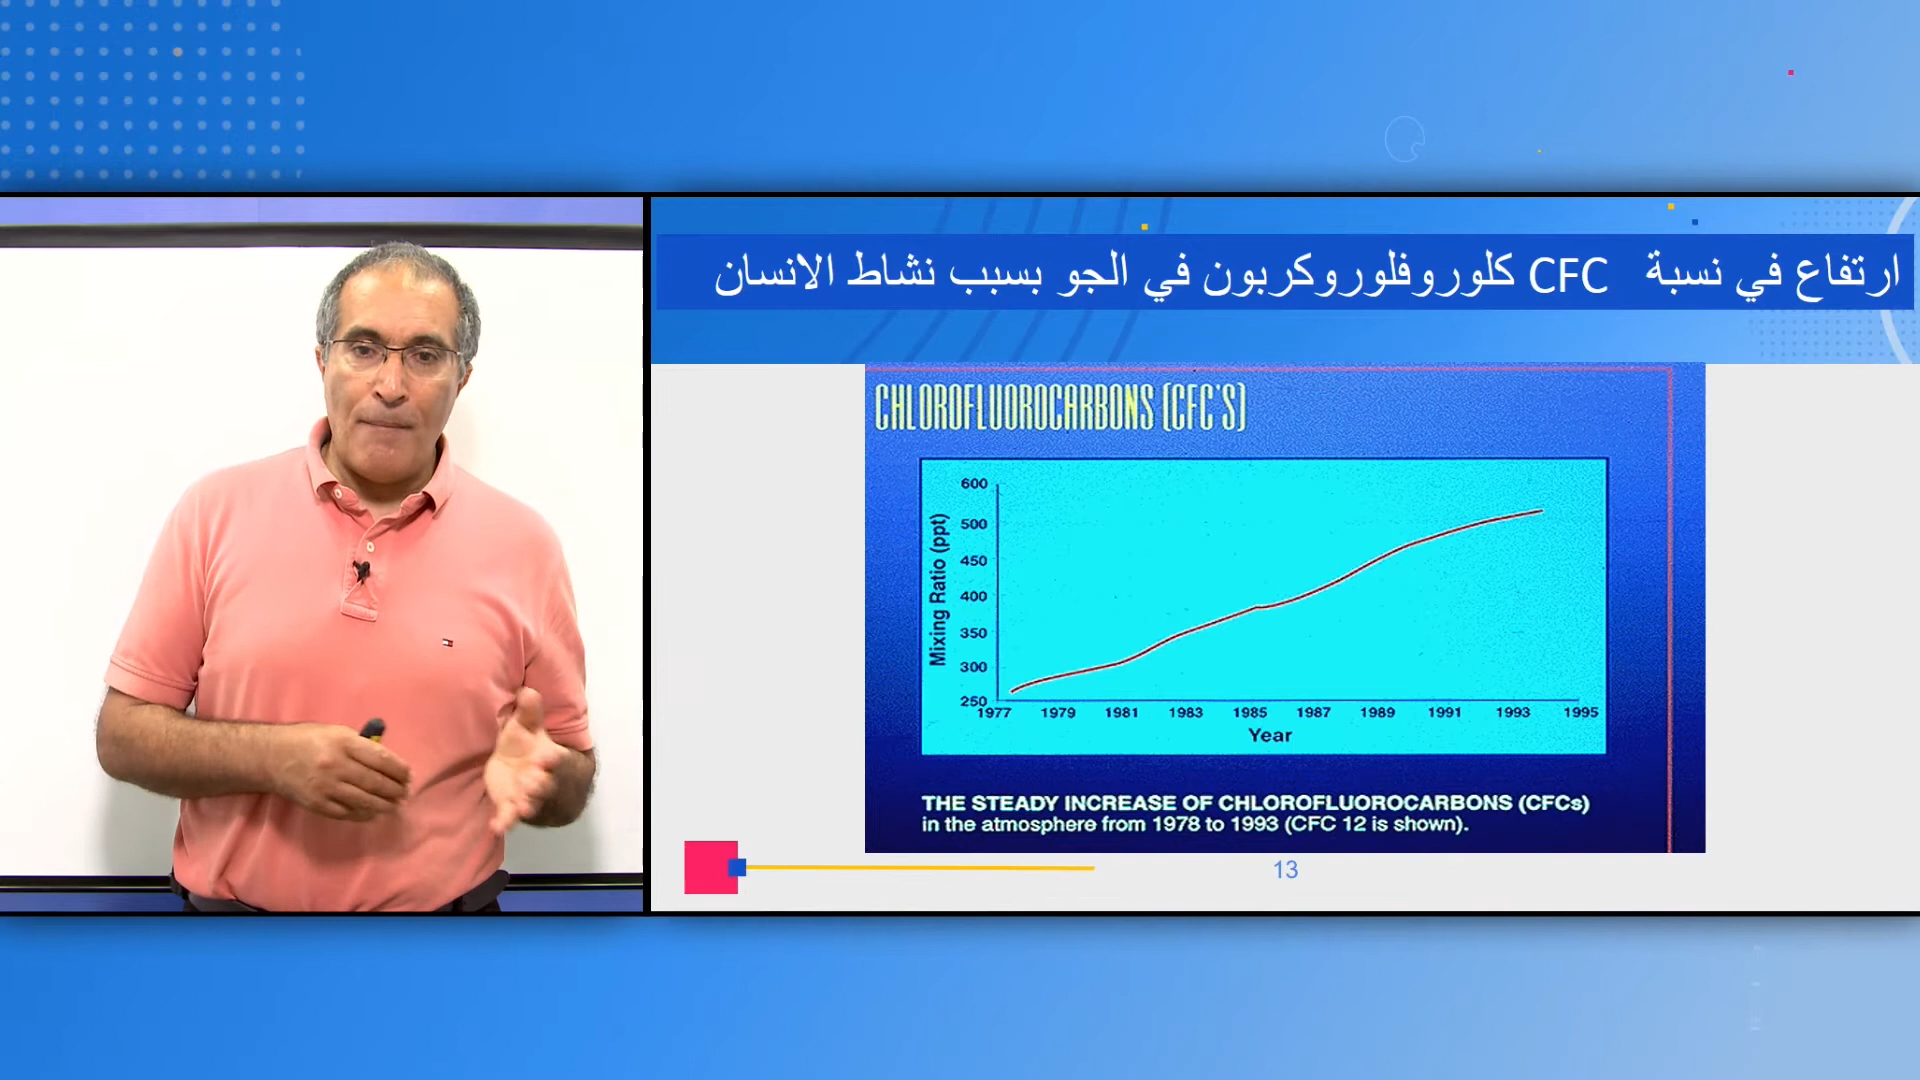 ارتفاع في نسبة CFC كلوروفلوروكربون في الجو بسبب نشاط الانسان
CHLOROFLUOROCARBONS (CFC'S)
Mixing Ratio (ppt)
600
500
450
400
350
300
250
1977 1979 1981 1983 1985 1987 1989 1991 1993 1995
Year
THE STEADY INCREASE OF CHLOROFLUOROCARBONS (CFCs)
in the atmosphere from 1978 to 1993 (CFC 12 is shown).
13